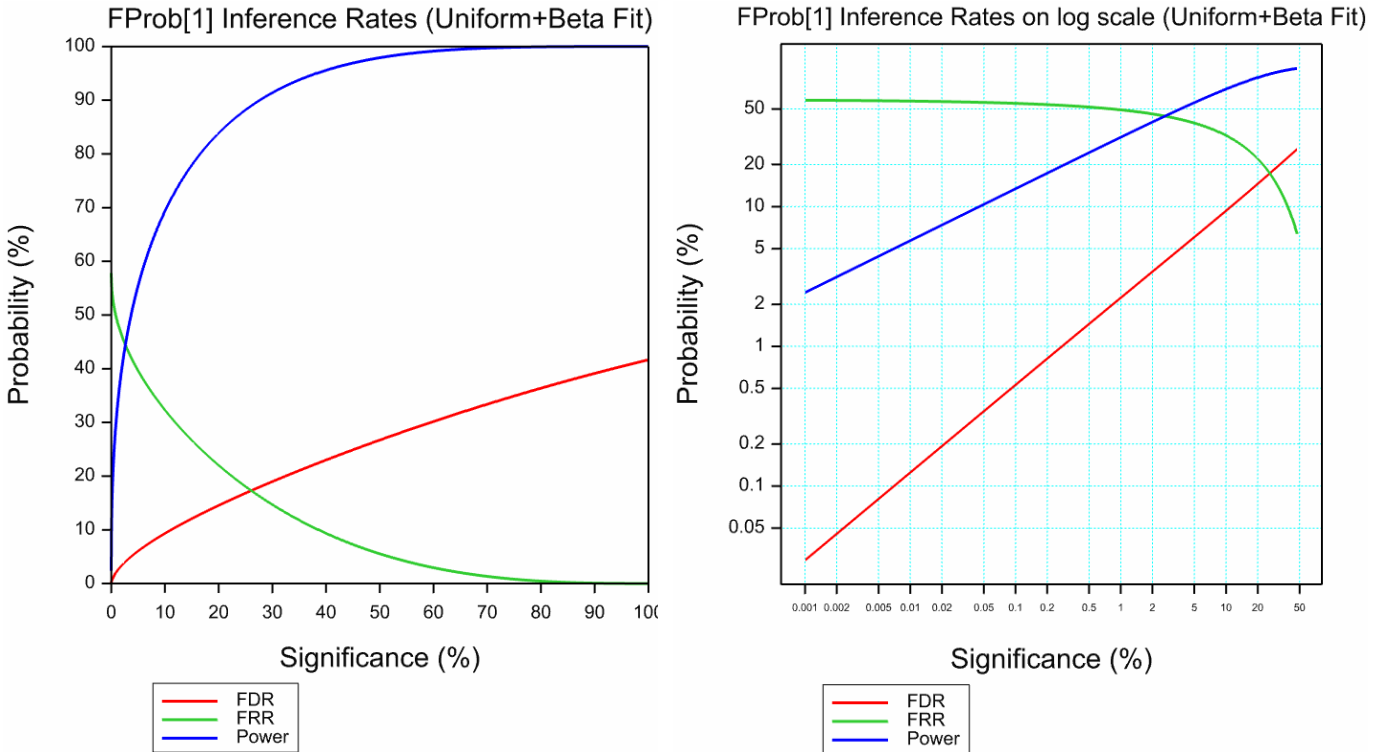 FProb[1] Inference Rates (Uniform+Beta Fit)
100
90
80
70
60
50
40
30
20
10
0
Probability (%)
0 10 20 30 40 50 60 70 80 90 100
Significance (%)
FDR
FRR
Power
FProb[1] Inference Rates on log scale (Uniform+Beta Fit)
50
20
10
5
2
1
0.5
0.2
0.1
0.05
Probability (%)
0.001 0.002 0.005 0.01 0.02 0.05 0.1 0.2 0.5 1 2 5 10 20 50
Significance (%)
FDR
FRR
Power